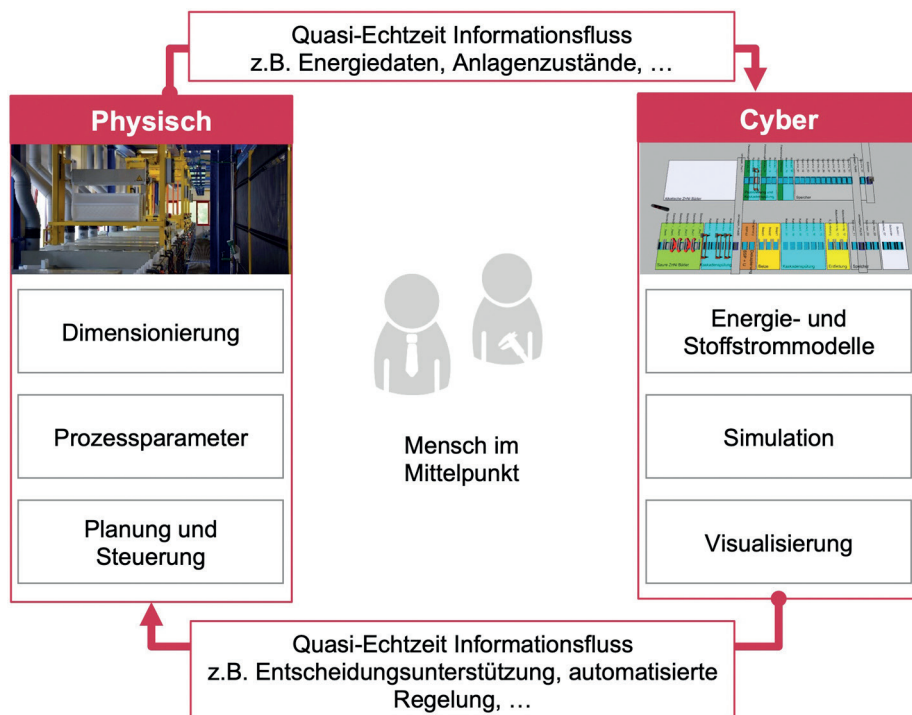 Quasi-Echtzeit Informationsfluss
z.B. Energiedaten, Anlagenzustände, …
Physisch
Cyber
Dimensionierung
Energie- und
Stoffstrommodelle
Prozessparameter
Simulation
Mensch im
Mittelpunkt
Planung und
Steuerung
Visualisierung
Quasi-Echtzeit Informationsfluss
z.B. Entscheidungsunterstützung, automatisierte
Regelung, …